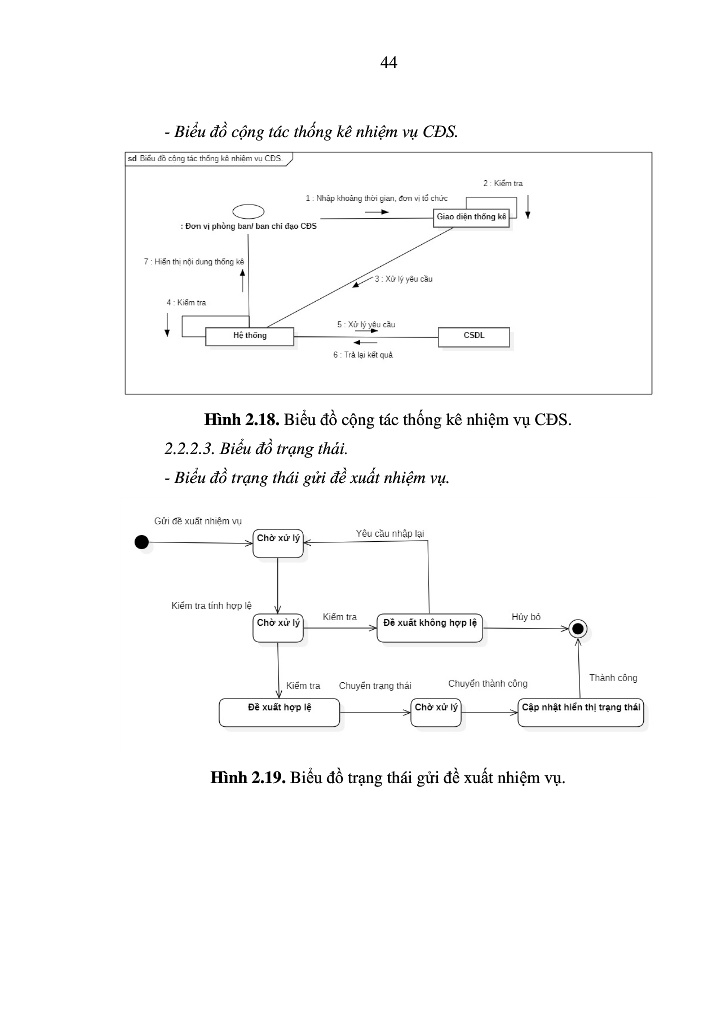 44
- Biểu đồ cộng tác thống kê nhiệm vụ CĐS.
sd Biểu đồ cộng tác thống kê nhiệm vụ CĐS.
2 : Kiểm tra
1 : Nhập khoảng thời gian, đơn vị tổ chức
Giao diện thống kê
: Đơn vị phòng ban/ ban chỉ đạo CĐS
7 : Hiển thị nội dung thống kê
3 : Xử lý yêu cầu
4 : Kiểm tra
5 : Xử lý yêu cầu
Hệ thống
CSDL
6 : Trả lại kết quả
Hình 2.18. Biểu đồ cộng tác thống kê nhiệm vụ CĐS.
2.2.2.3. Biểu đồ trạng thái.
- Biểu đồ trạng thái gửi đề xuất nhiệm vụ.
Gửi đề xuất nhiệm vụ
Chờ xử lý
Yêu cầu nhập lại
Kiểm tra tính hợp lệ
Chờ xử lý
Kiểm tra
Đề xuất không hợp lệ
Hủy bỏ
Kiểm tra
Chuyển trạng thái
Chuyển thành công
Thành công
Đề xuất hợp lệ
Chờ xử lý
Cập nhật hiển thị trạng thái
Hình 2.19. Biểu đồ trạng thái gửi đề xuất nhiệm vụ.